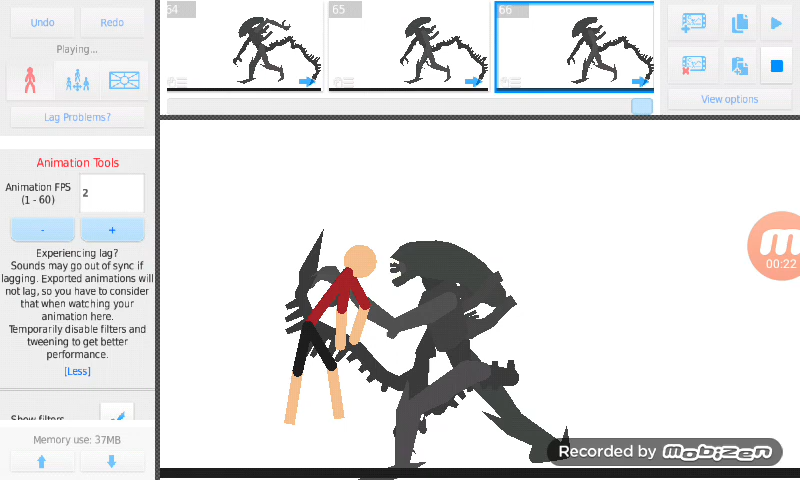 Undo Redo
Playing...
Lag Problems?
Animation Tools
Animation FPS
(1 - 60)
2
- +
Experiencing lag?
Sounds may go out of sync if
lagging. Exported animations will
not lag, so you have to consider
that when watching your
animation here.
Temporarily disable filters and
tweening to get better
performance.
[Less]
Show filters
Memory use: 37MB
64 65 66
View options
00:22
Recorded by mobizen